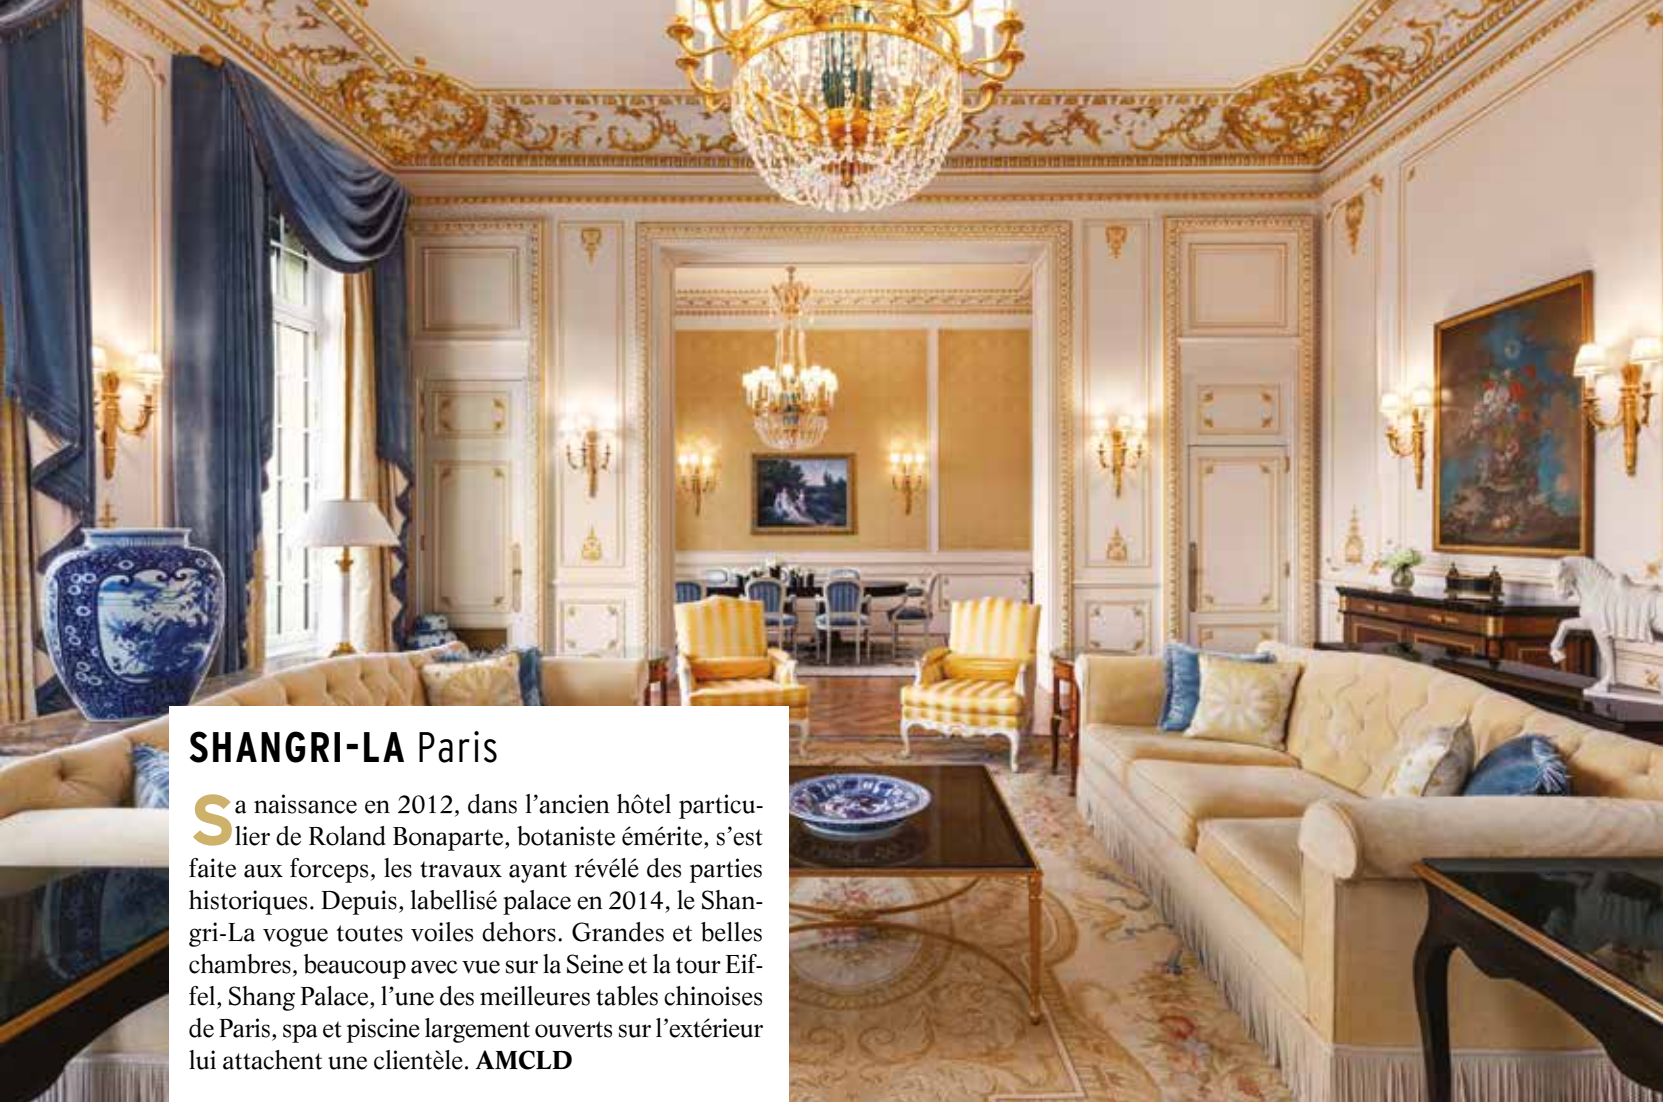 SHANGRI-LA Paris
Sa naissance en 2012, dans l’ancien hôtel particu-
lier de Roland Bonaparte, botaniste émérite, s’est
faite aux forceps, les travaux ayant révélé des parties
historiques. Depuis, labellisé palace en 2014, le Shan-
gri-La vogue toutes voiles dehors. Grandes et belles
chambres, beaucoup avec vue sur la Seine et la tour Eif-
fel, Shang Palace, l’une des meilleures tables chinoises
de Paris, spa et piscine largement ouverts sur l’extérieur
lui attachent une clientèle. AMCLD